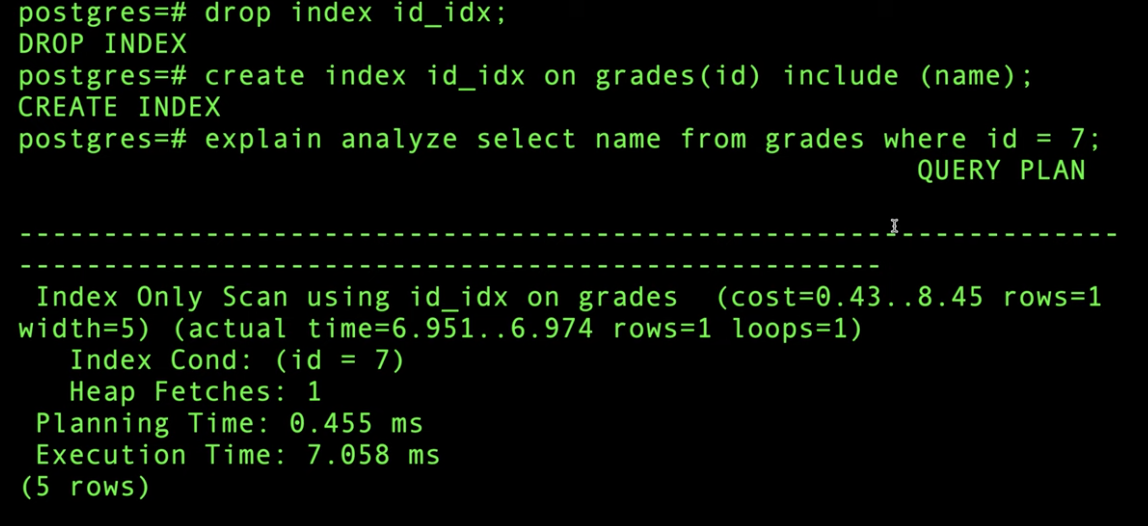 postgres=# drop index id_idx;
DROP INDEX
postgres=# create index id_idx on grades(id) include (name);
CREATE INDEX
postgres=# explain analyze select name from grades where id = 7;
QUERY PLAN
-----------------------------------------------------------------
---------------------------------------------------
Index Only Scan using id_idx on grades  (cost=0.43..8.45 rows=1
width=5) (actual time=6.951..6.974 rows=1 loops=1)
Index Cond: (id = 7)
Heap Fetches: 1
Planning Time: 0.455 ms
Execution Time: 7.058 ms
(5 rows)